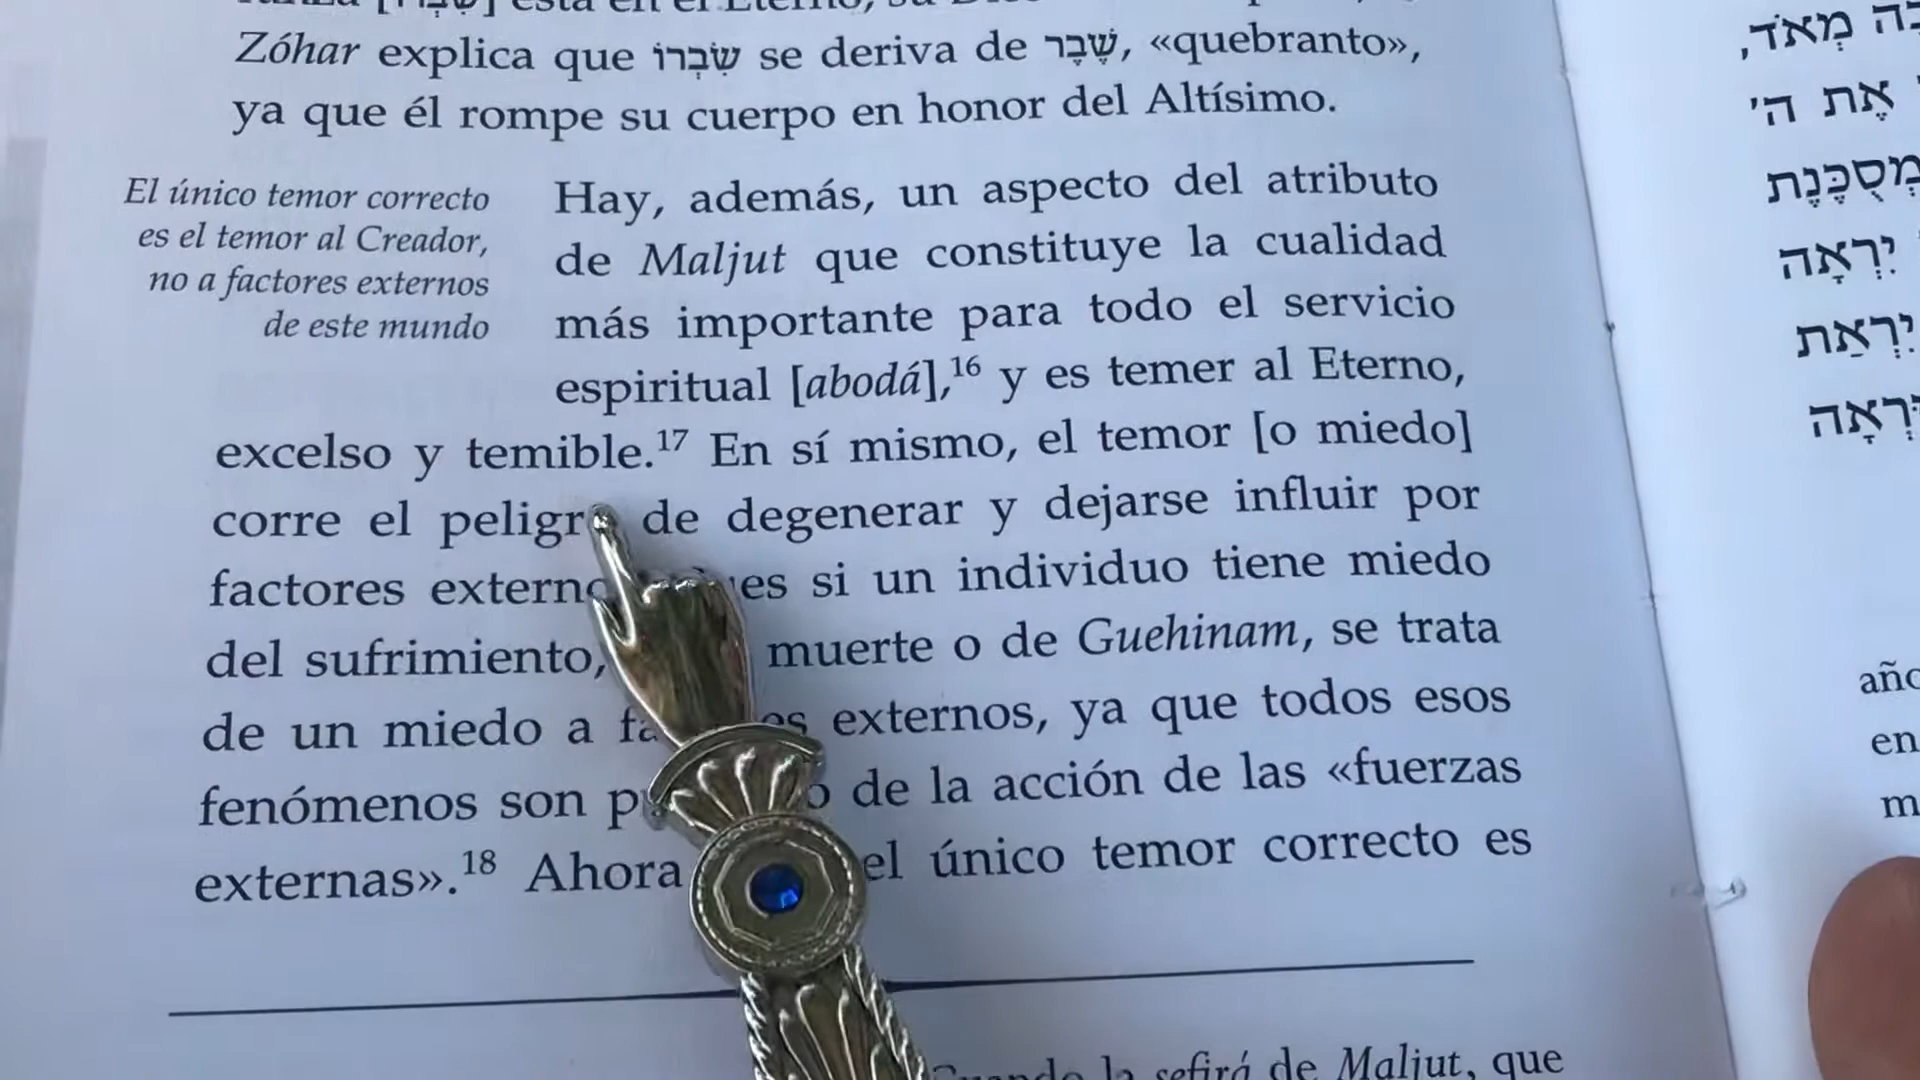 está en el Eterno, su
Zóhar explica que שִׂבְרוֹ se deriva de שֶׁבֶר, «quebranto»,
ya que él rompe su cuerpo en honor del Altísimo.
El único temor correcto
es el temor al Creador,
no a factores externos
de este mundo
Hay, además, un aspecto del atributo
de Maljut que constituye la cualidad
más importante para todo el servicio
espiritual [abodá],16 y es temer al Eterno,
excelso y temible.17 En sí mismo, el temor [o miedo]
corre el peligro de degenerar y dejarse influir por
factores si un individuo tiene miedo
del sufrimiento, muerte o de Guehinam, se trata
de un miedo a externos, ya que todos esos
fenómenos son de la acción de las «fuerzas
externas».18 Ahora el único temor correcto es
la sefirá de Maljut, que
מְאֹד,
אֶת ה'
מְסֻכֶּנֶת
יִרְאָה
יִרְאַת
en